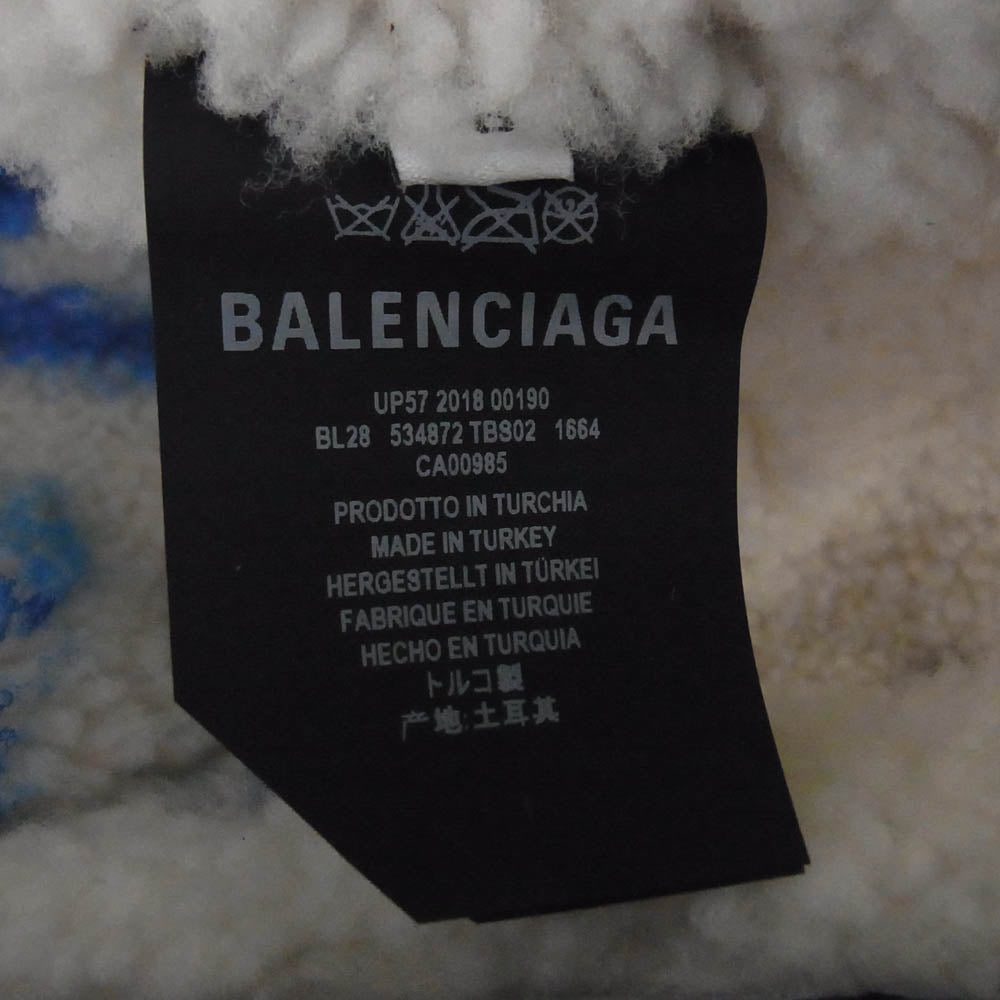 BALENCIAGA
UP57 2018 00190
BL28 534872 TBS02 1664
CA00985
PRODOTTO IN TURCHIA
MADE IN TURKEY
HERGESTELLT IN TÜRKEI
FABRIQUE EN TURQUIE
HECHO EN TURQUIA
トルコ製
产地:土耳其